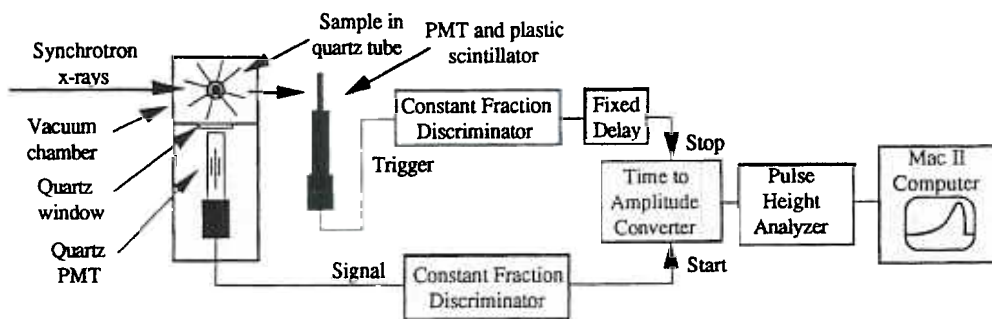 Synchrotron
x-rays
Sample in
quartz tube
PMT and plastic
scintillator
Vacuum
chamber
Quartz
window
Quartz
PMT
Trigger
Constant Fraction
Discriminator
Fixed
Delay
Stop
Time to
Amplitude
Converter
Pulse
Height
Analyzer
Mac II
Computer
Signal
Constant Fraction
Discriminator
Start